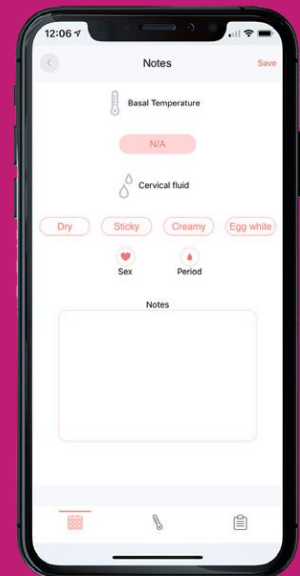 12:06
Notes Save
Basal Temperature
N/A
Cervical fluid
Dry Sticky Creamy Egg white
Sex Period
Notes